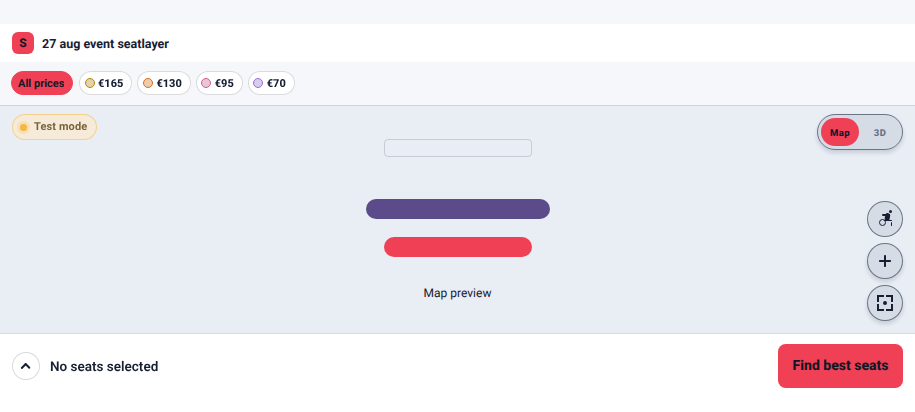 S 27 aug event seatlayer
All prices €165 €130 €95 €70
Test mode
Map 3D
Map preview
No seats selected
Find best seats